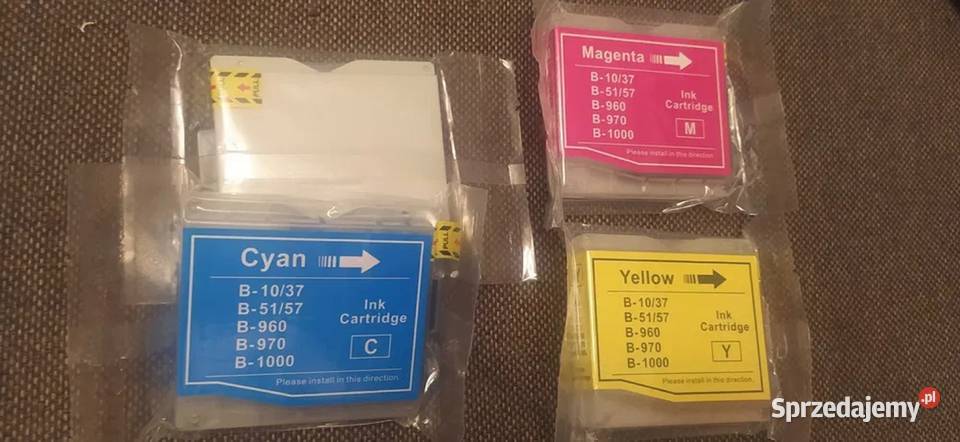 PULL
Magenta
B-10/37
B-51/57
B-960
B-970
B-1000
Ink
Cartridge
M
Please install in this direction.
PULL
Cyan
B-10/37
B-51/57
B-960
B-970
B-1000
Ink
Cartridge
C
Please install in this direction.
Yellow
B-10/37
B-51/57
B-960
B-970
B-1000
Ink
Cartridge
Y
Please install in this direction.
Sprzedajemy.pl